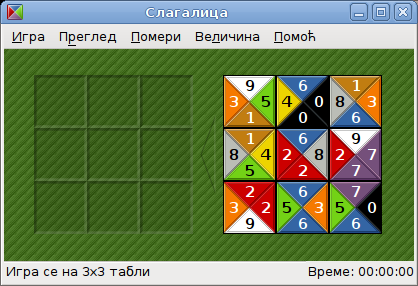 Слагалица
Игра Преглед Помери Величина Помоћ
9 6 1
3 5 4 0 8 3
1 0 6
1 6 9
8 4 2 8 2 7
5 2 7
2 6 7
3 2 5 3 5 0
9 6 6
Игра се на 3x3 табли Време: 00:00:00